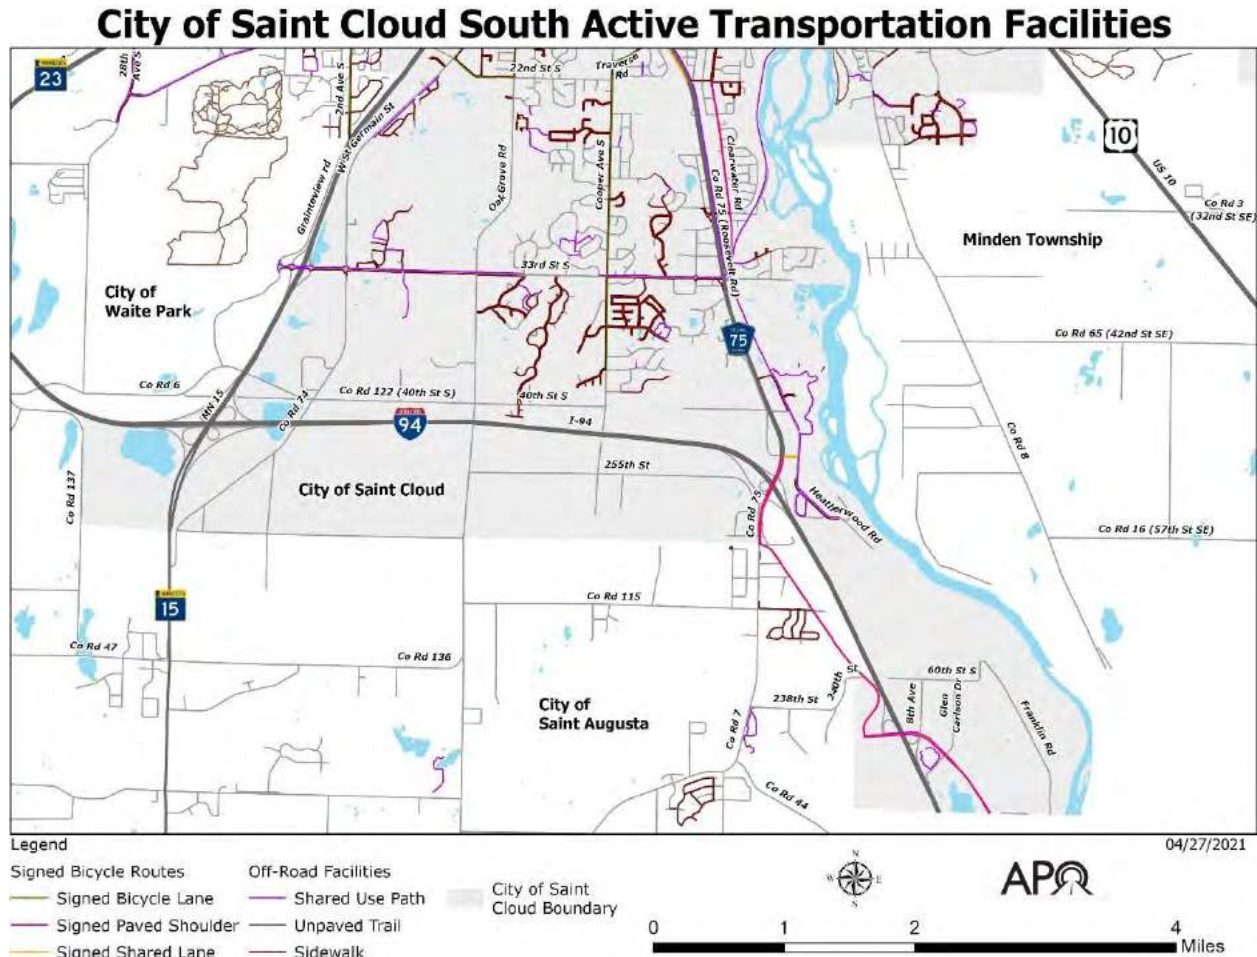 City of Saint Cloud South Active Transportation Facilities
23
28th
Ave S
2nd Ave S
W St Germain St
22nd St S
Traverse
Rd
10
US 10
Co Rd 3
(32nd St SE)
Grainteview rd
Oak Grove Rd
Cooper Ave S
Clearwater Rd
Co Rd 75 (Roosevelt Rd)
Minden Township
33rd St S
City of
Waite Park
75
Co Rd 65 (42nd St SE)
Co Rd 6
MN 15
Co Rd 74
Co Rd 122 (40th St S)
40th St S
94
I-94
Co Rd 8
255th St
Co Rd 137
City of Saint Cloud
Co Rd 75
Heatherwood Rd
Co Rd 16 (57th St SE)
15
Co Rd 115
Co Rd 47
Co Rd 136
240th St
60th St S
238th St
8th Ave
Glen
Carlson Dr
Franklin Rd
City of
Saint Augusta
Co Rd 7
Co Rd 44
Legend
04/27/2021
Signed Bicycle Routes
Signed Bicycle Lane
Signed Paved Shoulder
Signed Shared Lane
Off-Road Facilities
Shared Use Path
Unpaved Trail
Sidewalk
City of Saint
Cloud Boundary
N
W E
S
APO
0 1 2 4
Miles